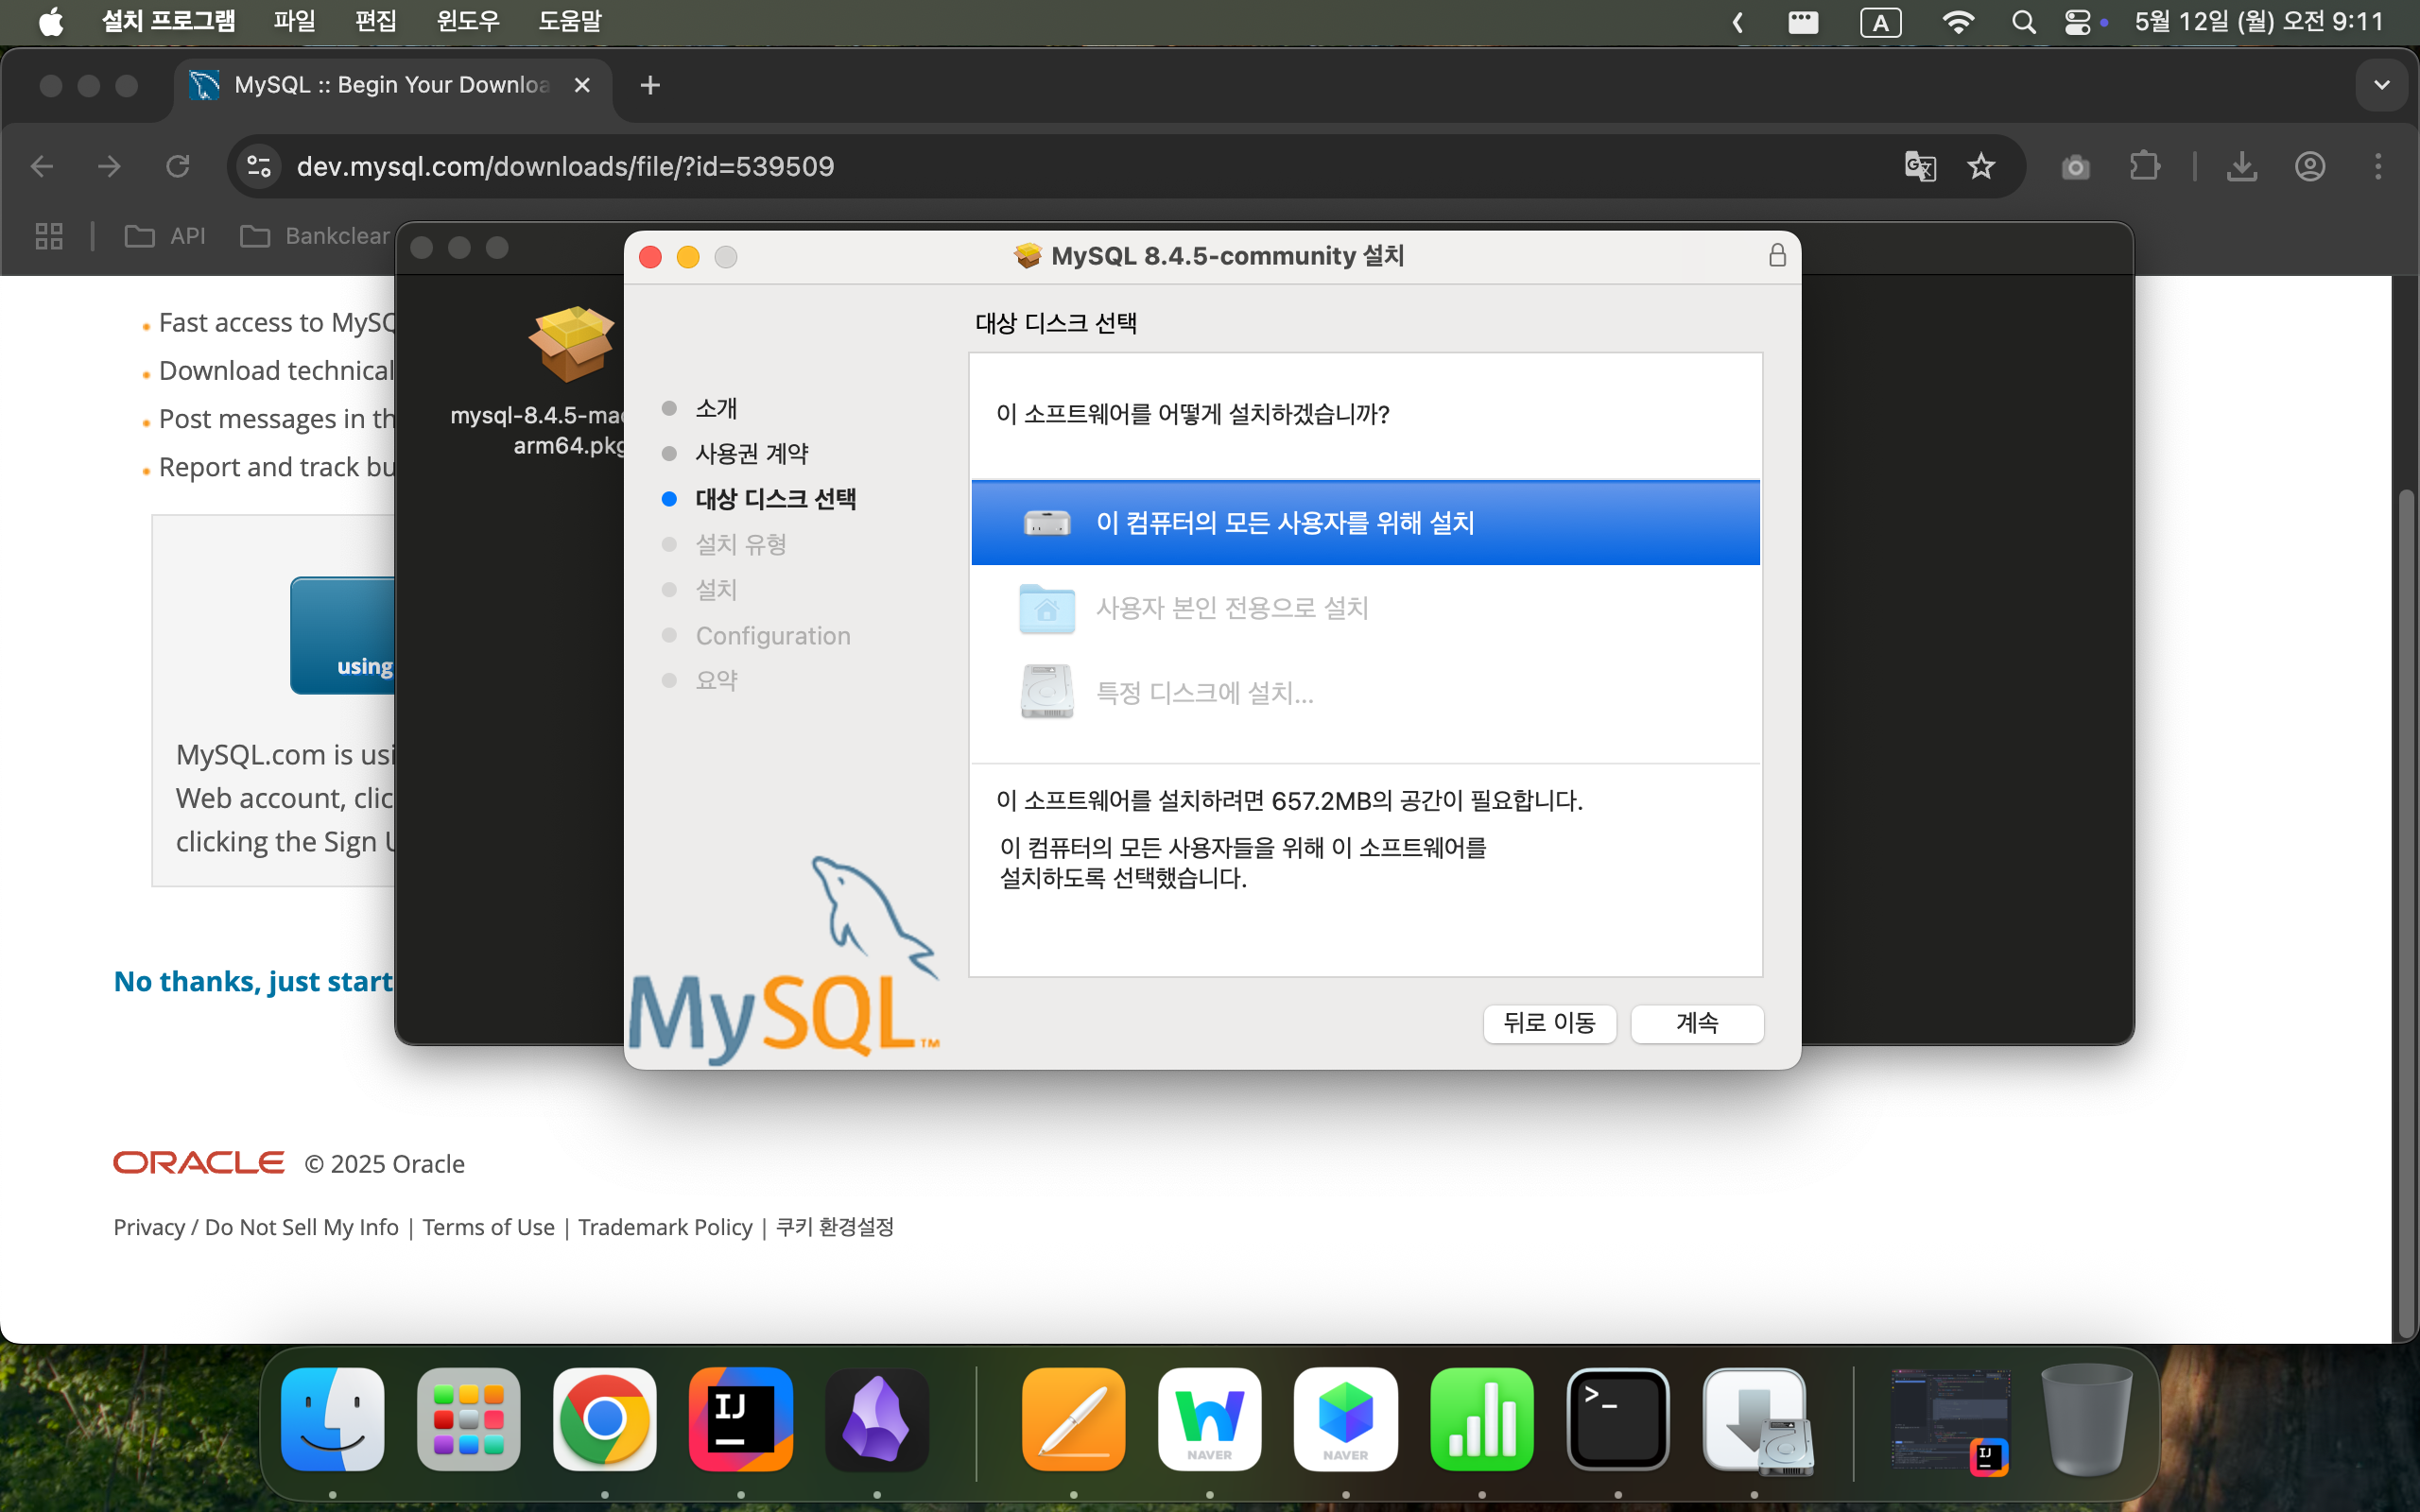 설치 프로그램 파일 편집 윈도우 도움말 A 5월 12일 (월) 오전 9:11
MySQL :: Begin Your Downloa
dev.mysql.com/downloads/file/?id=539509
API Bankclear
MySQL 8.4.5-community 설치
Fast access to MySQ
Download technical
Post messages in th
Report and track bu
using
MySQL.com is usi
Web account, clic
clicking the Sign U
No thanks, just start
mysql-8.4.5-mac
arm64.pkg
소개
사용권 계약
대상 디스크 선택
설치 유형
설치
Configuration
요약
MySQL™
대상 디스크 선택
이 소프트웨어를 어떻게 설치하겠습니까?
이 컴퓨터의 모든 사용자를 위해 설치
사용자 본인 전용으로 설치
특정 디스크에 설치...
이 소프트웨어를 설치하려면 657.2MB의 공간이 필요합니다.
이 컴퓨터의 모든 사용자들을 위해 이 소프트웨어를
설치하도록 선택했습니다.
뒤로 이동 계속
ORACLE © 2025 Oracle
Privacy / Do Not Sell My Info | Terms of Use | Trademark Policy | 쿠키 환경설정
IJ NAVER NAVER >_ IJ